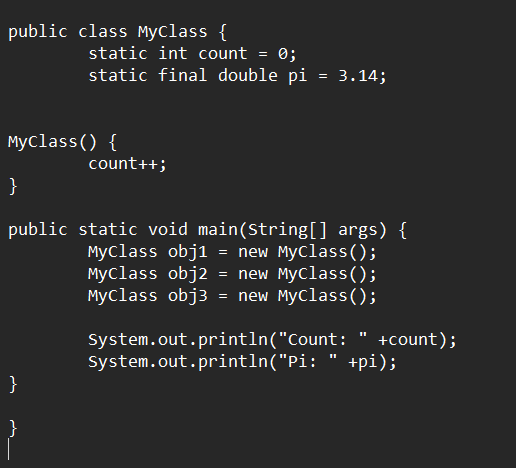 public class MyClass {
        static int count = 0;
        static final double pi = 3.14;


MyClass() {
        count++;
}

public static void main(String[] args) {
        MyClass obj1 = new MyClass();
        MyClass obj2 = new MyClass();
        MyClass obj3 = new MyClass();

        System.out.println("Count: " +count);
        System.out.println("Pi: " +pi);
}

}